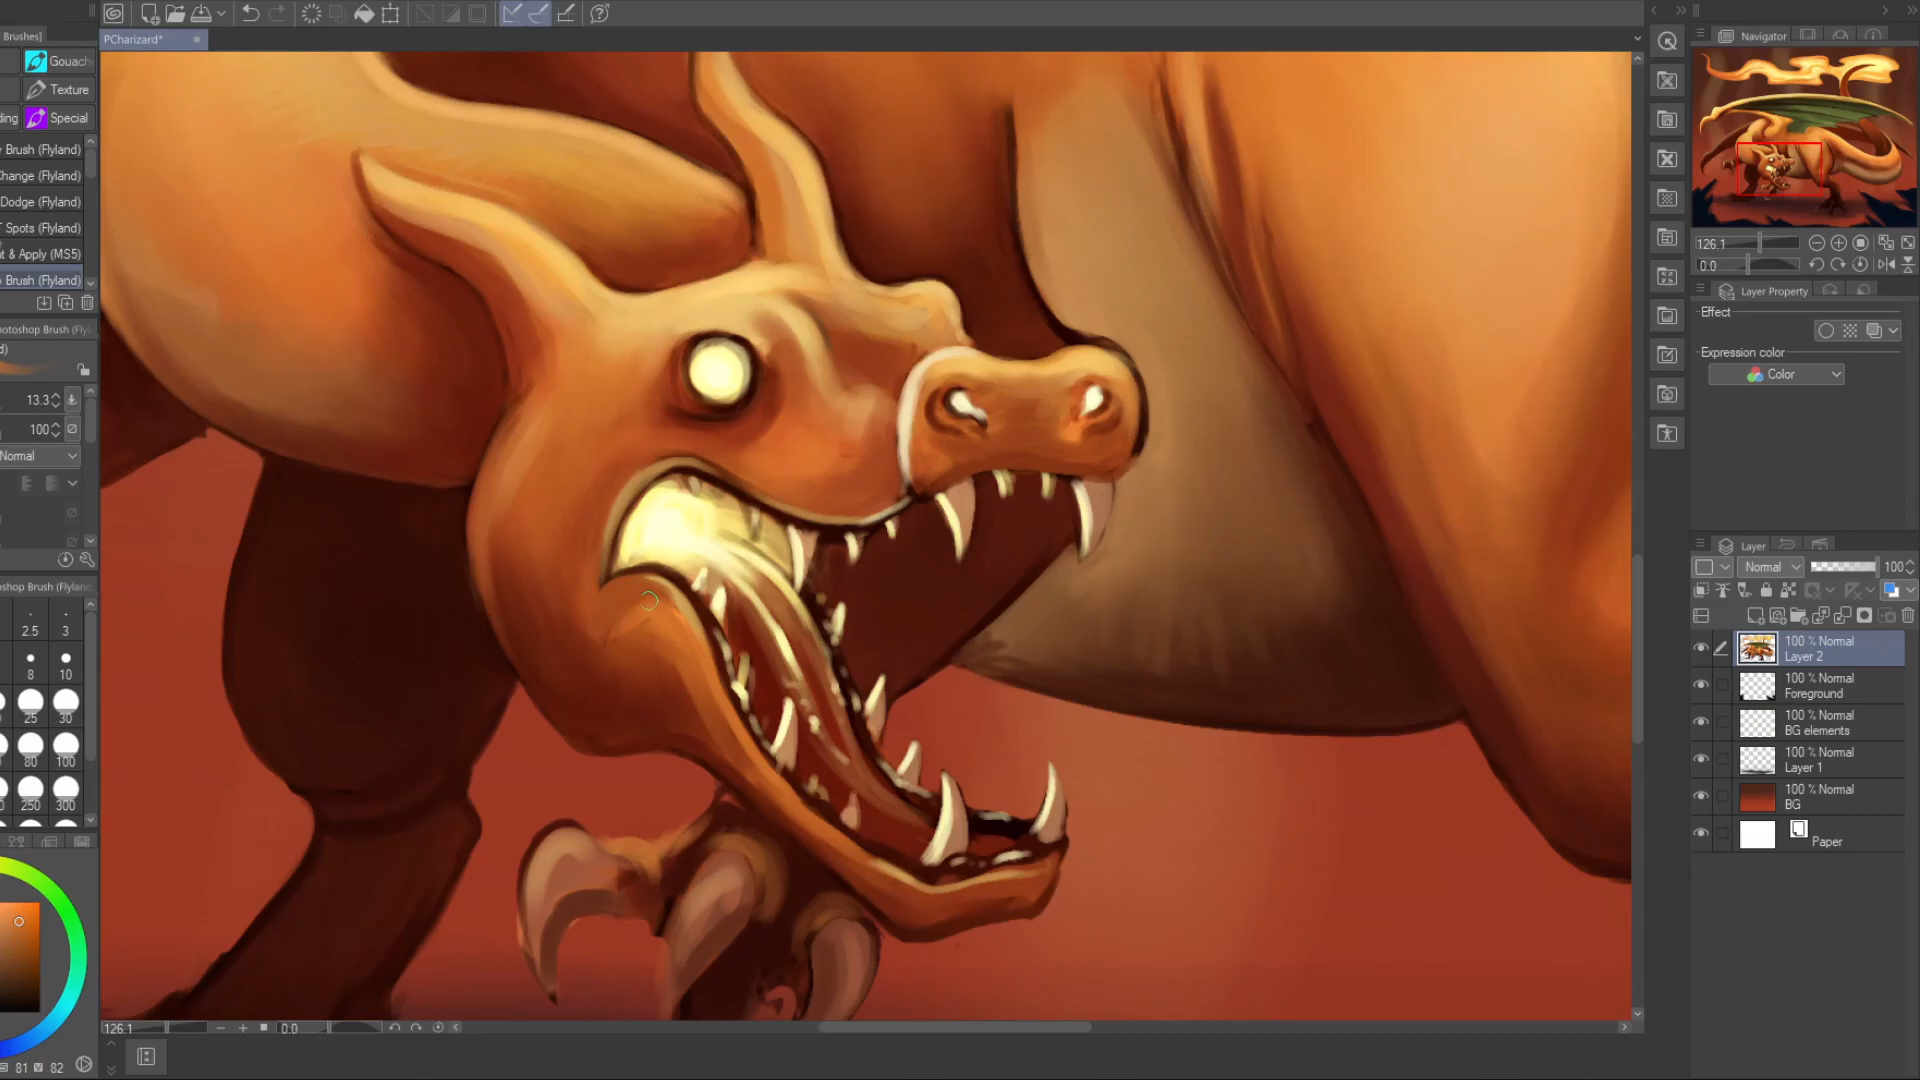 Brushes]
PCharizard*
Navigator
Gouach
Texture
ding
Special
y Brush (Flyland)
Change (Flyland)
Dodge (Flyland)
T Spots (Flyland)
t & Apply (MS5)
Brush (Flyland)
126.1
0.0
Layer Property
Effect
Expression color
Color
otoshop Brush (Fly
d)
13.3
100
Normal
Layer
Normal
100
shop Brush (Flyland)
2.5
3
8
10
25
30
80
100
250
300
100 % Normal
Layer 2
100 % Normal
Foreground
100 % Normal
BG elements
100 % Normal
Layer 1
100 % Normal
BG
Paper
126.1
0.0
S 81 V 82